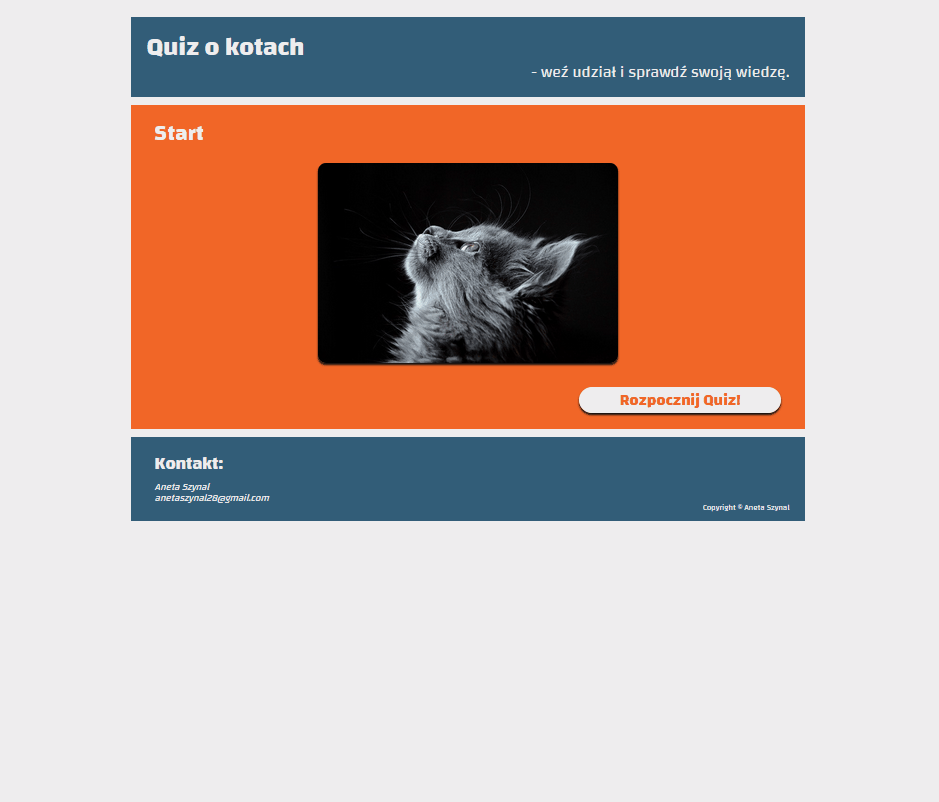 Quiz o kotach
- weź udział i sprawdź swoją wiedzę.
Start
Rozpocznij Quiz!
Kontakt:
Aneta Szynal
anetaszynal28@gmail.com
Copyright © Aneta Szynal